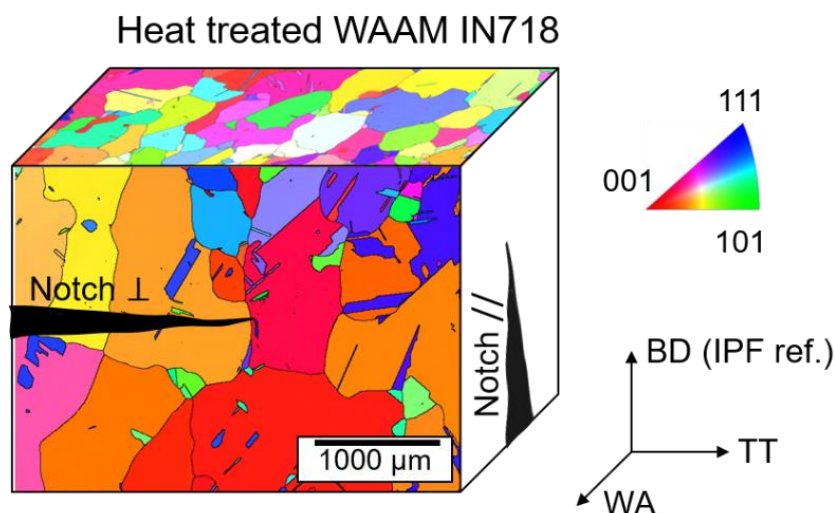 Heat treated WAAM IN718
111
001
101
Notch ⊥
Notch //
BD (IPF ref.)
TT
WA
1000 µm